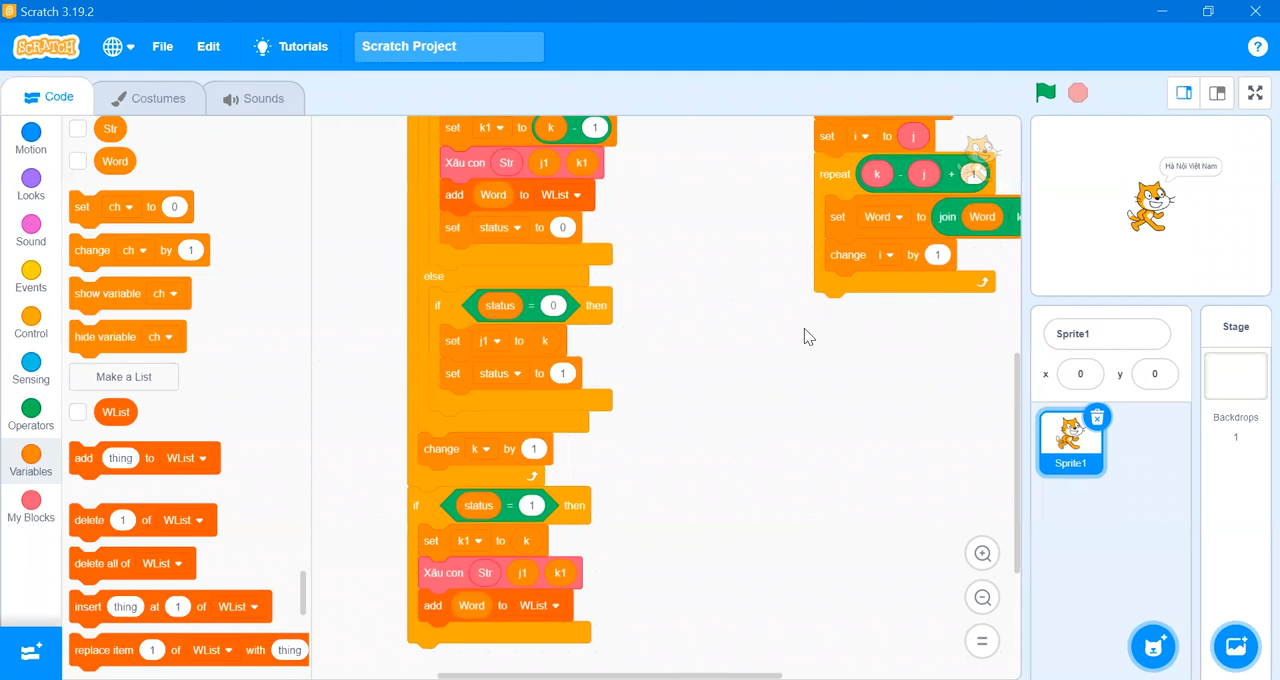 Scratch 3.19.2
SCRATCH File Edit Tutorials Scratch Project ?
Code Costumes Sounds
Motion
Looks
Sound
Events
Control
Sensing
Operators
Variables
My Blocks
Str
Word
set ch to 0
change ch by 1
show variable ch
hide variable ch
Make a List
WList
add thing to WList
delete 1 of WList
delete all of WList
insert thing at 1 of WList
replace item 1 of WList with thing
set k1 to k - 1
Xâu con Str j1 k1
add Word to WList
set status to 0
else
if status = 0 then
set j1 to k
set status to 1
change k by 1
if status = 1 then
set k1 to k
Xâu con Str j1 k1
add Word to WList
set i to j
repeat k - j + 1
set Word to join Word
change i by 1
Hà Nôi Việt Nam
Sprite1
x 0 y 0
Sprite1
Stage
Backdrops
1